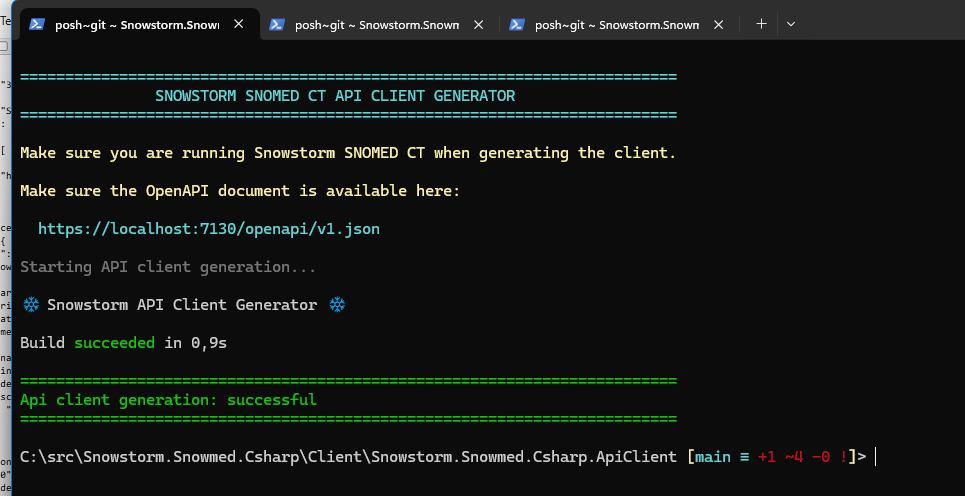 posh~git ~ Snowstorm.Snown
posh~git ~ Snowstorm.Snown
posh~git ~ Snowstorm.Snown
=========================================================================
SNOWSTORM SNOMED CT API CLIENT GENERATOR
=========================================================================
Make sure you are running Snowstorm SNOMED CT when generating the client.
Make sure the OpenAPI document is available here:
https://localhost:7130/openapi/v1.json
Starting API client generation...
❄ Snowstorm API Client Generator ❄
Build succeeded in 0,9s
=========================================================================
Api client generation: successful
=========================================================================
C:\src\Snowstorm.Snowmed.Csharp\Client\Snowstorm.Snowmed.Csharp.ApiClient [main ≡ +1 ~4 -0 !]>